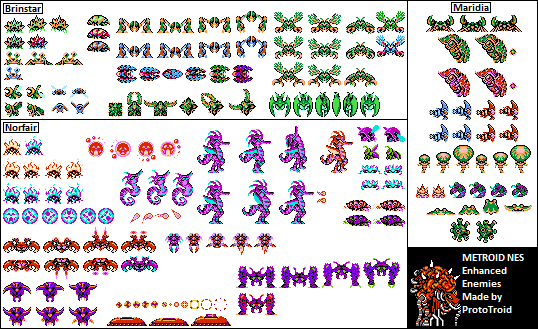 Brinstar
Maridia
Norfair
METROID NES
Enhanced
Enemies
Made by
ProtoTroid